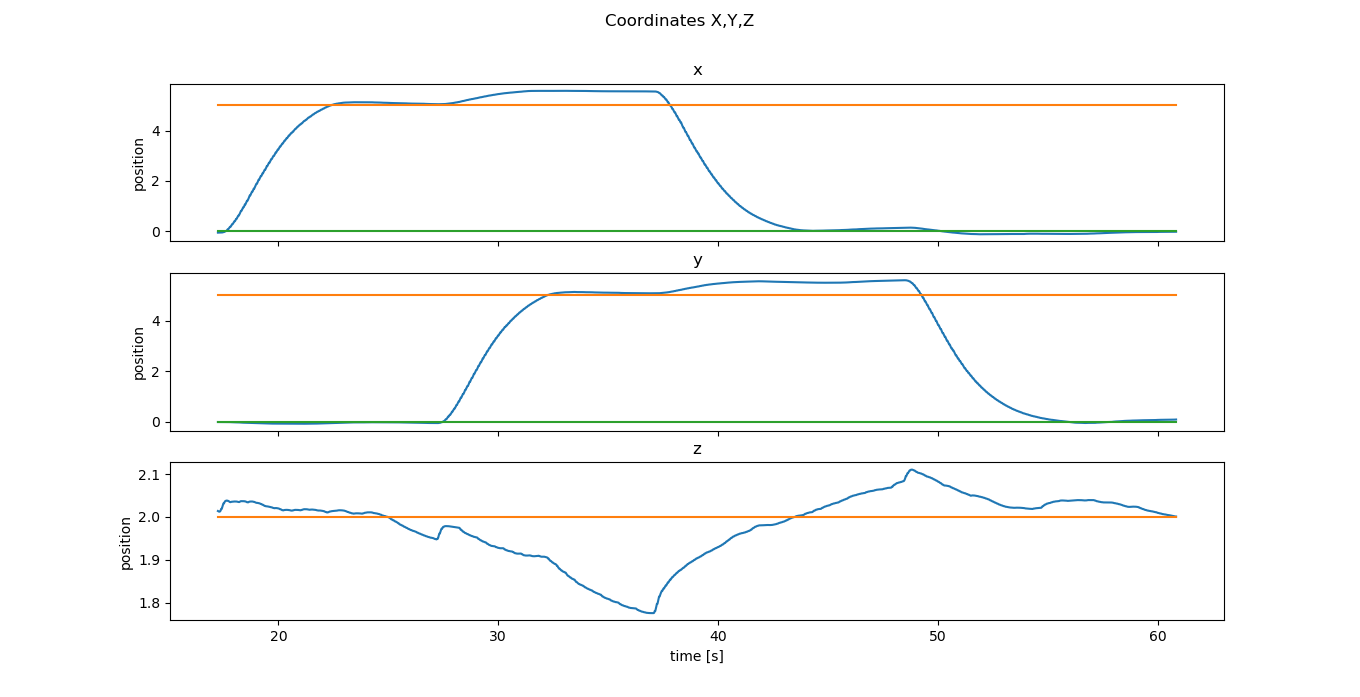 Coordinates X,Y,Z
x
position
4
2
0
y
position
4
2
0
z
position
2.1
2.0
1.9
1.8
20 30 40 50 60
time [s]